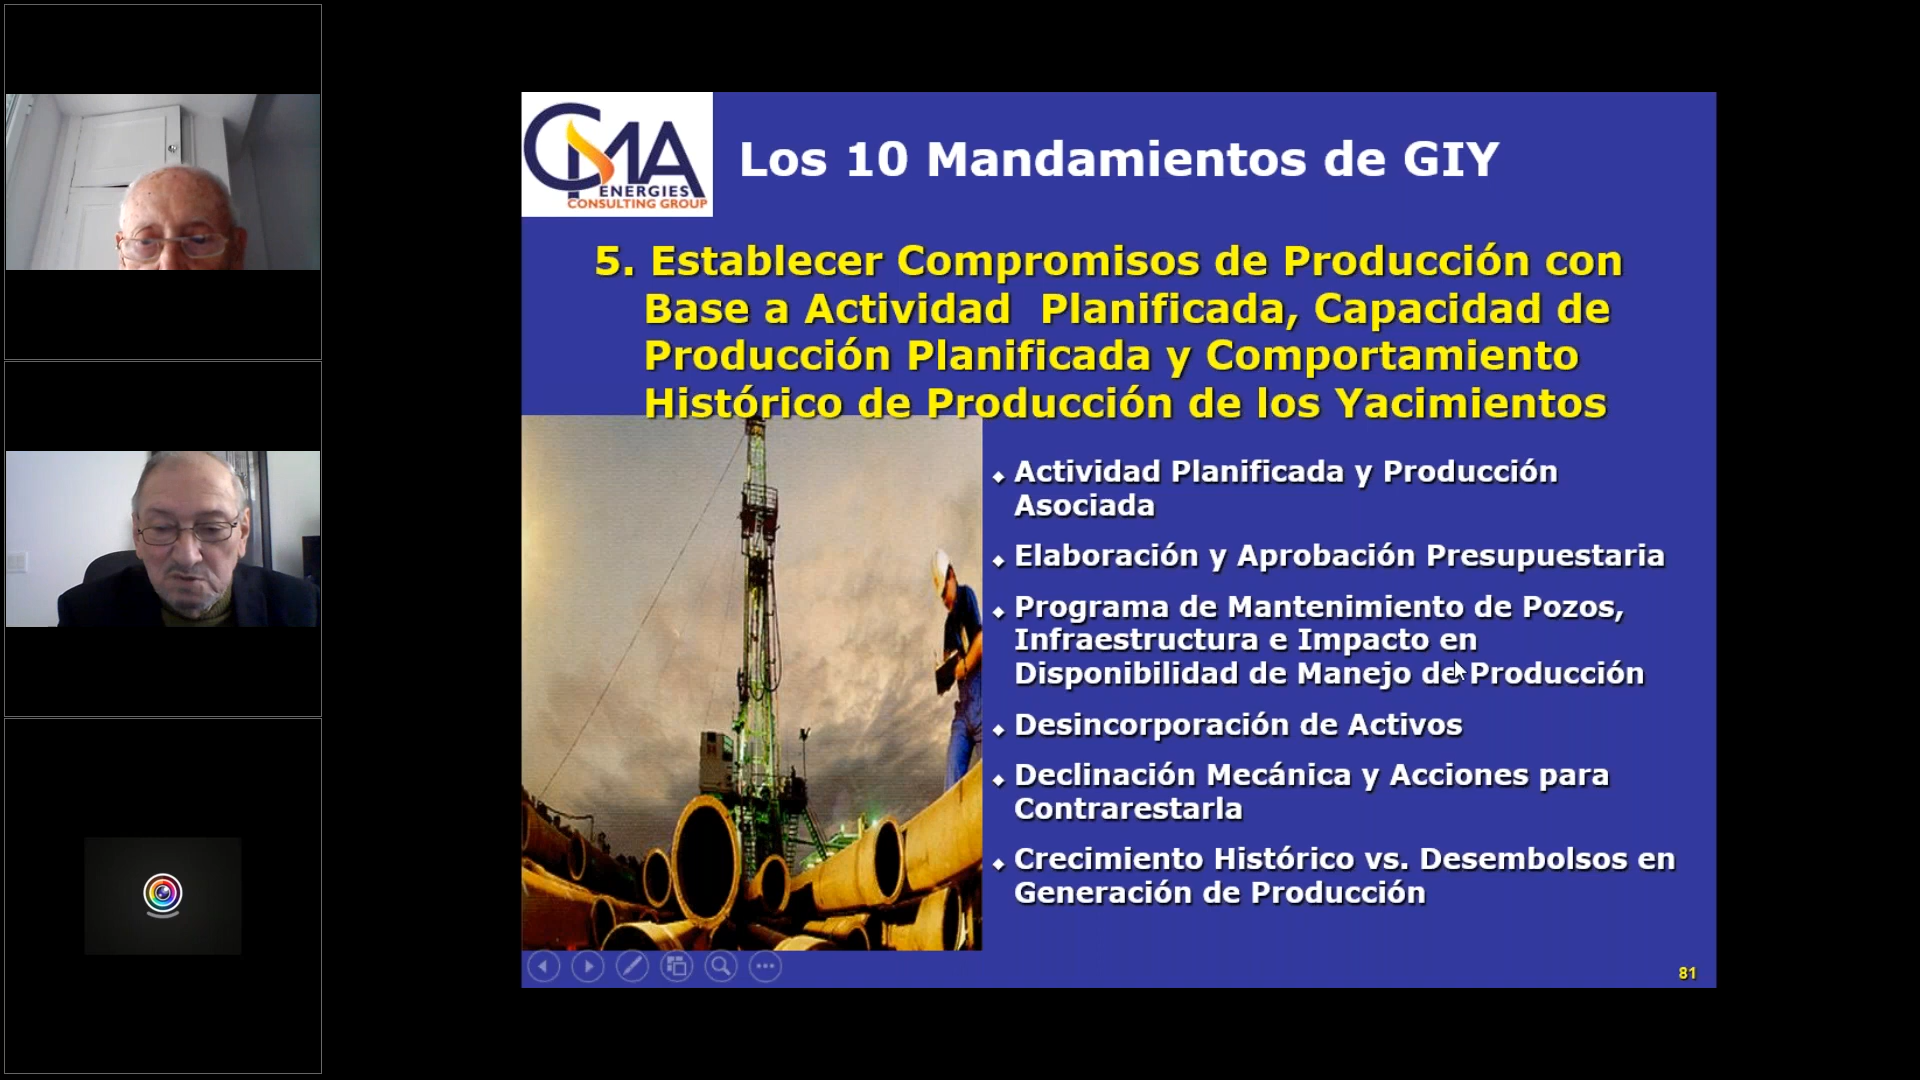 CMA
ENERGIES
CONSULTING GROUP
Los 10 Mandamientos de GIY
5. Establecer Compromisos de Producción con
Base a Actividad Planificada, Capacidad de
Producción Planificada y Comportamiento
Histórico de Producción de los Yacimientos
Actividad Planificada y Producción
Asociada
Elaboración y Aprobación Presupuestaria
Programa de Mantenimiento de Pozos,
Infraestructura e Impacto en
Disponibilidad de Manejo de Producción
Desincorporación de Activos
Declinación Mecánica y Acciones para
Contrarestarla
Crecimiento Histórico vs. Desembolsos en
Generación de Producción
81